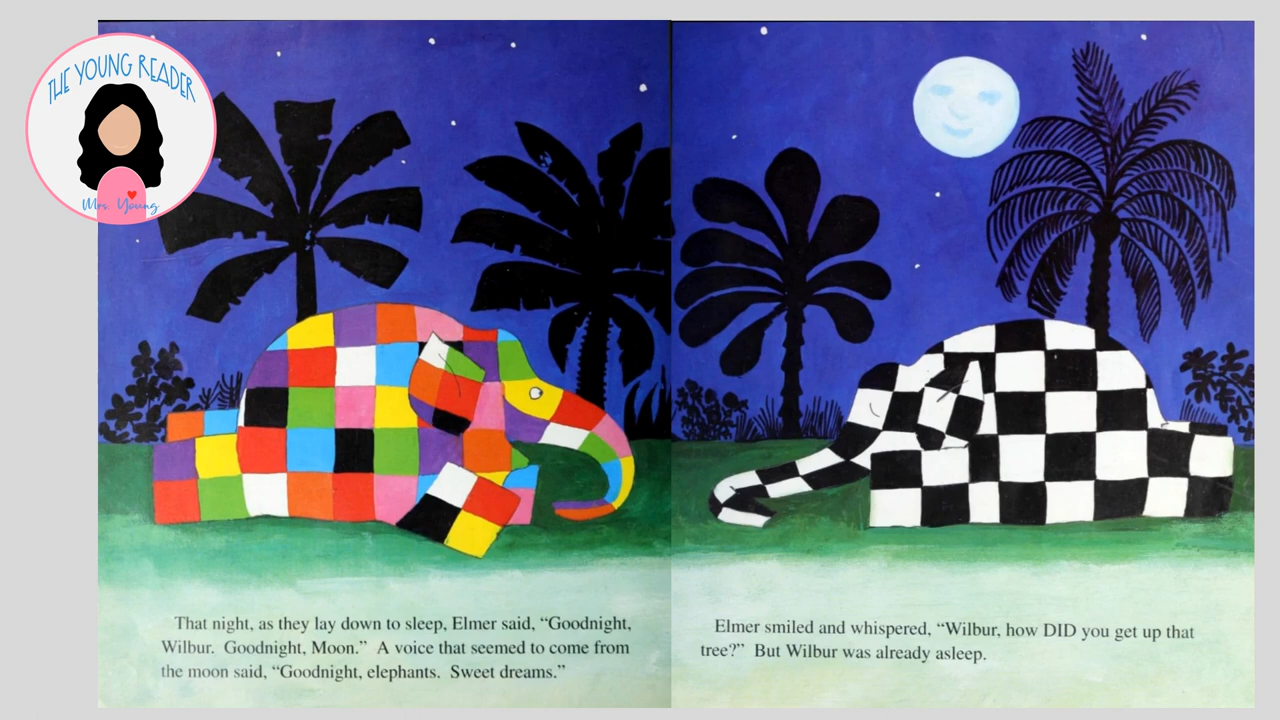 THE YOUNG READER
Mrs. Young
That night, as they lay down to sleep, Elmer said, “Goodnight,
Wilbur. Goodnight, Moon.” A voice that seemed to come from
the moon said, “Goodnight, elephants. Sweet dreams.”
Elmer smiled and whispered, “Wilbur, how DID you get up that
tree?” But Wilbur was already asleep.